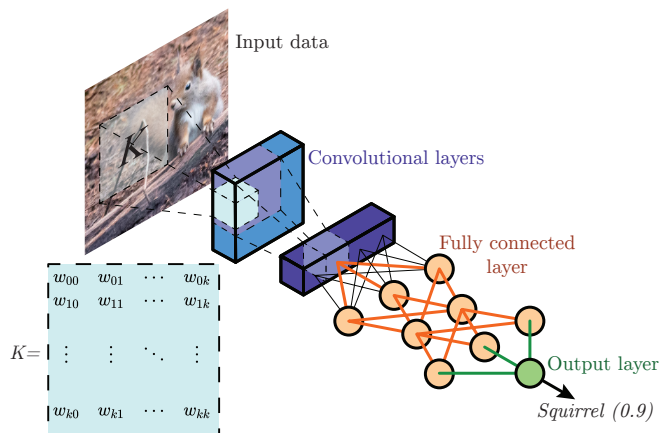 Input data
K
Convolutional layers
Fully connected
layer
w₀₀ w₀₁ ⋯ w₀ₖ
w₁₀ w₁₁ ⋯ w₁ₖ
K= ⋮ ⋮ ⋱ ⋮
wₖ₀ wₖ₁ ⋯ wₖₖ
Output layer
Squirrel (0.9)